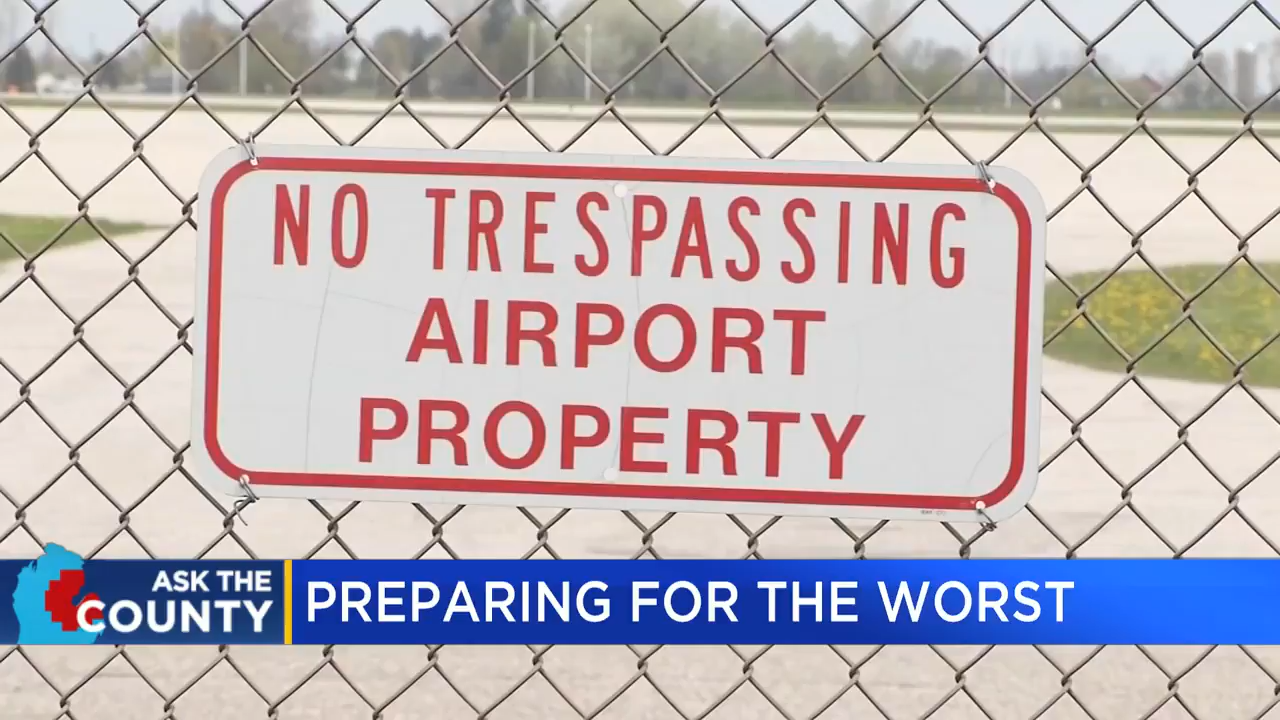 NO TRESPASSING
AIRPORT
PROPERTY
ASK THE
COUNTY
PREPARING FOR THE WORST